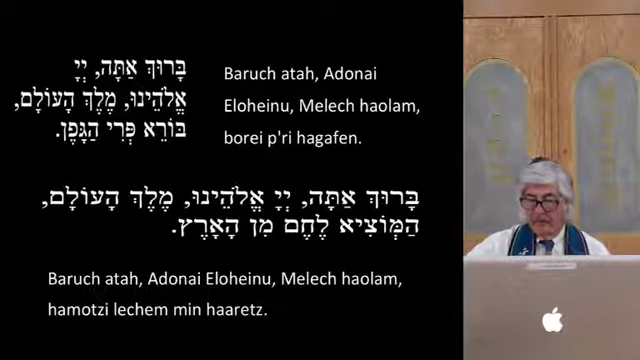 בָּרוּךְ אַתָּה, יְיָ
אֱלֹהֵינוּ, מֶלֶךְ הָעוֹלָם,
בּוֹרֵא פְּרִי הַגָּפֶן.
Baruch atah, Adonai
Eloheinu, Melech haolam,
borei p'ri hagafen.
בָּרוּךְ אַתָּה, יְיָ אֱלֹהֵינוּ, מֶלֶךְ הָעוֹלָם,
הַמּוֹצִיא לֶחֶם מִן הָאָרֶץ.
Baruch atah, Adonai Eloheinu, Melech haolam,
hamotzi lechem min haaretz.